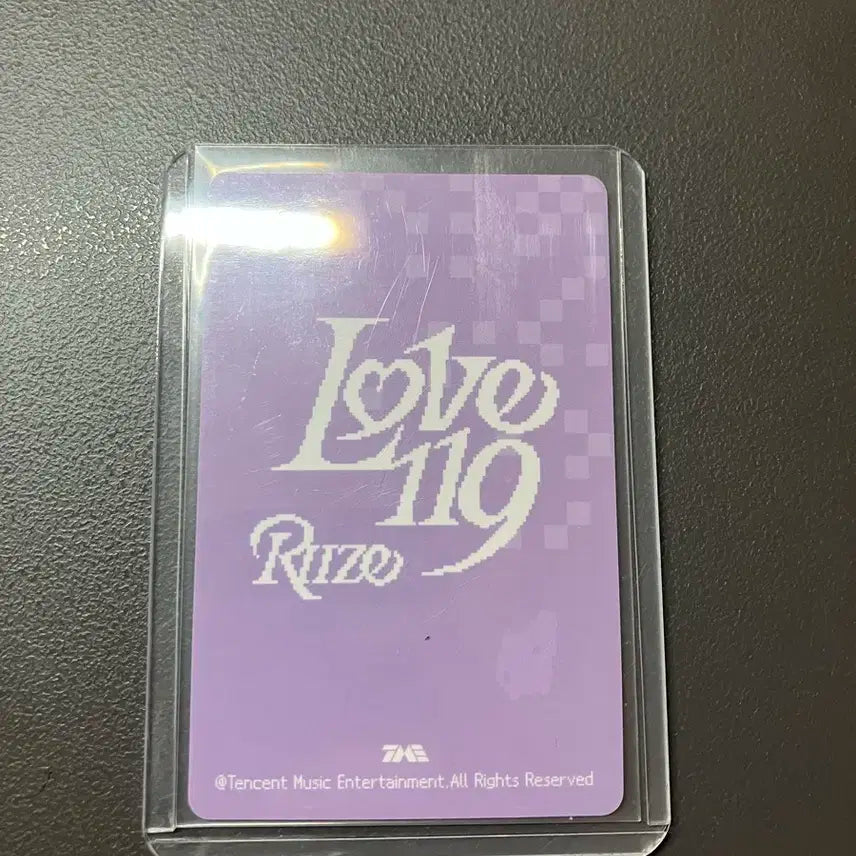 Love
119
RIIZE
TME
@Tencent Music Entertainment.All Rights Reserved